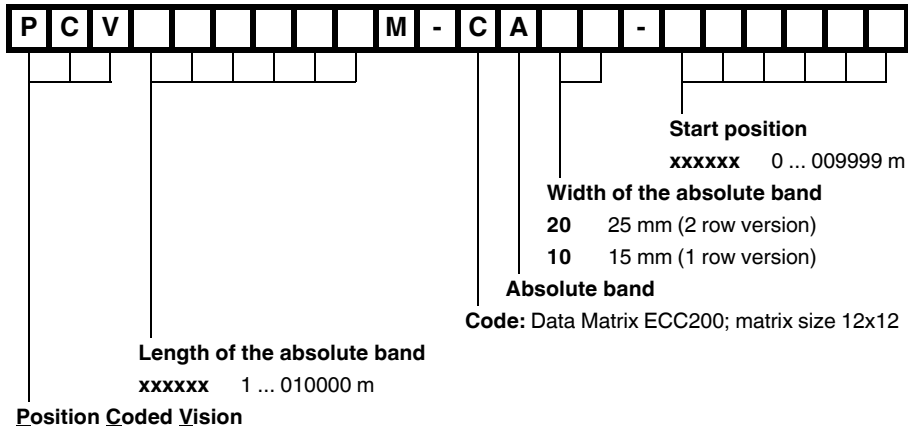 P C V M - C A -
Start position
xxxxxx 0 ... 009999 m
Width of the absolute band
20 25 mm (2 row version)
10 15 mm (1 row version)
Absolute band
Code: Data Matrix ECC200; matrix size 12x12
Length of the absolute band
xxxxxx 1 ... 010000 m
Position Coded Vision